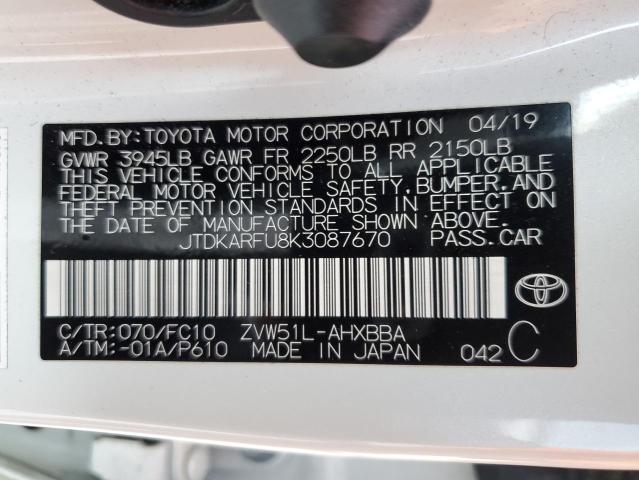 MFD.BY:TOYOTA MOTOR CORPORATION 04/19
GVWR 3945LB GAWR FR 2250LB RR 2150LB
THIS VEHICLE CONFORMS TO ALL APPLICABLE
FEDERAL MOTOR VEHICLE SAFETY,BUMPER,AND
THEFT PREVENTION STANDARDS IN EFFECT ON
THE DATE OF MANUFACTURE SHOWN ABOVE.
JTDKARFU8K3087670 PASS.CAR
C/TR:070/FC10 ZVW51L-AHXBBA
A/TM:-01A/P610 MADE IN JAPAN 042 C